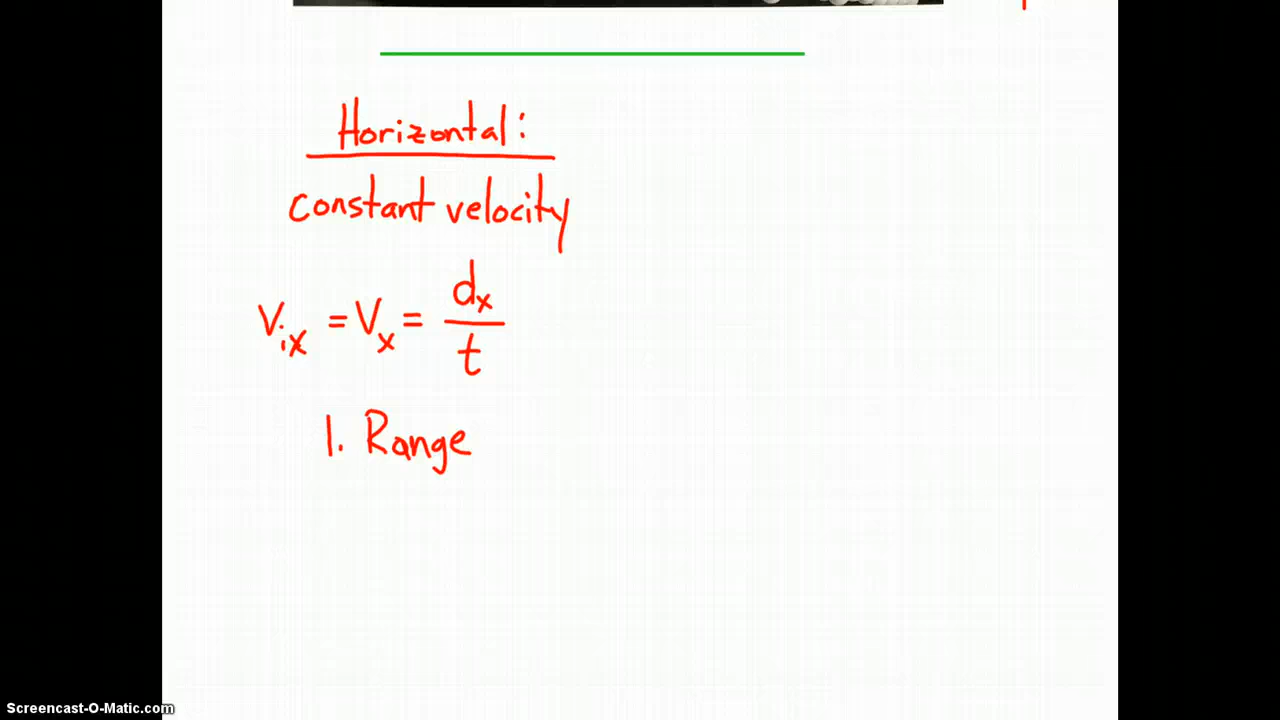 Horizontal:
constant velocity
Vix = Vx = dx / t
1. Range
Screencast-O-Matic.com